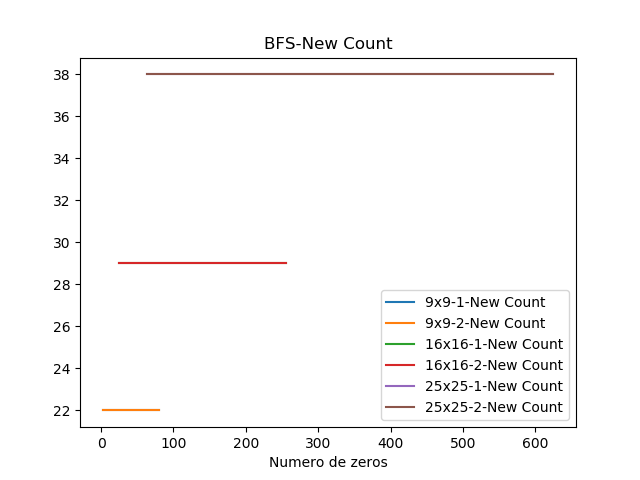 BFS-New Count
38
36
34
32
30
28
26
24
22
9x9-1-New Count
9x9-2-New Count
16x16-1-New Count
16x16-2-New Count
25x25-1-New Count
25x25-2-New Count
0 100 200 300 400 500 600
Numero de zeros